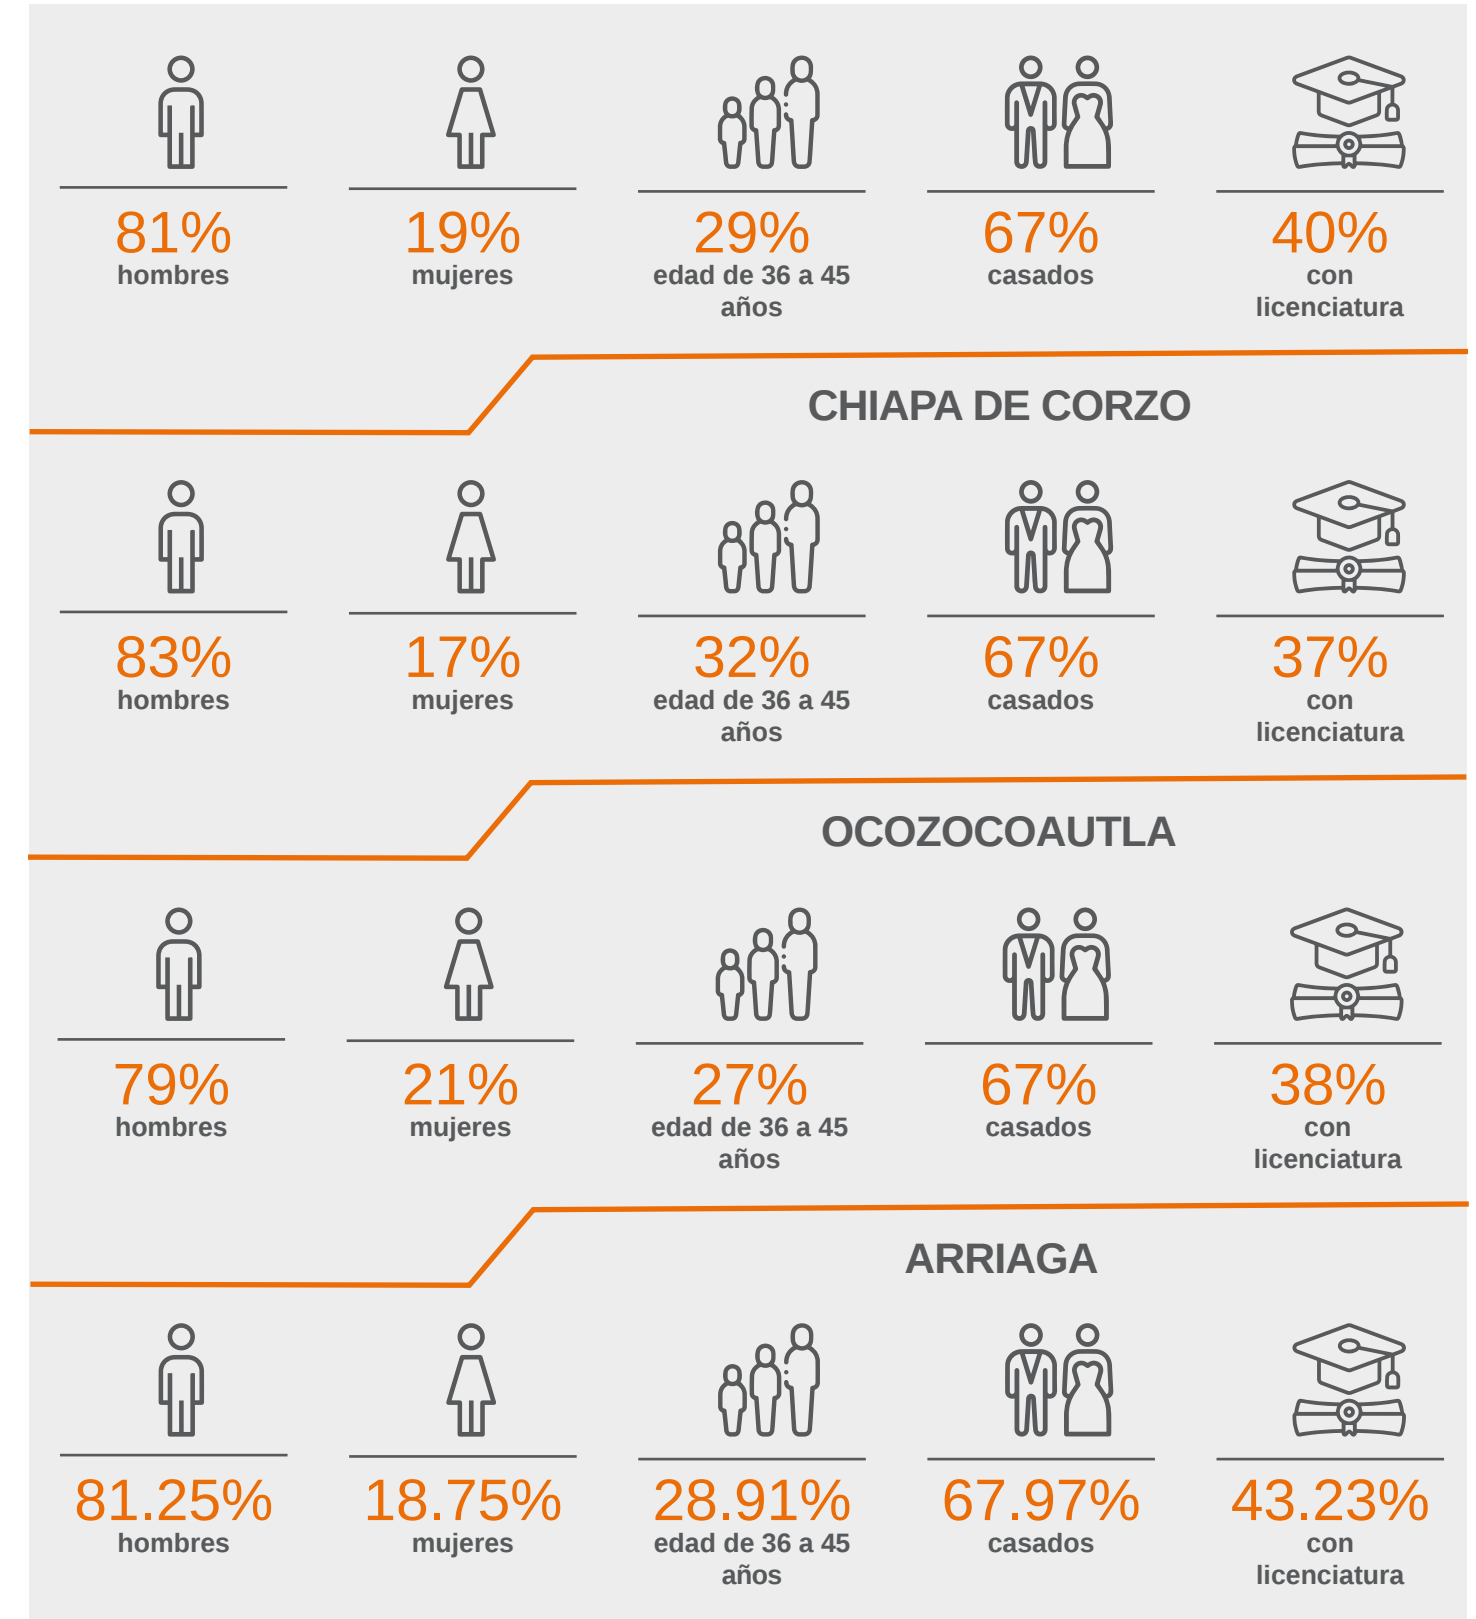 81% 19% 29% 67% 40%
hombres mujeres edad de 36 a 45 casados con
años licenciatura
CHIAPA DE CORZO
83% 17% 32% 67% 37%
hombres mujeres edad de 36 a 45 casados con
años licenciatura
OCOZOCOAUTLA
79% 21% 27% 67% 38%
hombres mujeres edad de 36 a 45 casados con
años licenciatura
ARRIAGA
81.25% 18.75% 28.91% 67.97% 43.23%
hombres mujeres edad de 36 a 45 casados con
años licenciatura